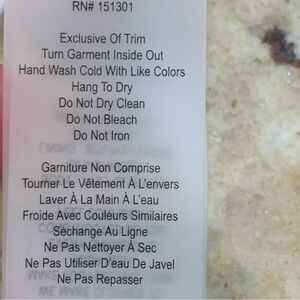 RN# 151301
Exclusive Of Trim
Turn Garment Inside Out
Hand Wash Cold With Like Colors
Hang To Dry
Do Not Dry Clean
Do Not Bleach
Do Not Iron
Garniture Non Comprise
Tourner Le Vêtement À L'envers
Laver À La Main À L'eau
Froide Avec Couleurs Similaires
Séchange Au Ligne
Ne Pas Nettoyer À Sec
Ne Pas Utiliser D'eau De Javel
Ne Pas Repasser